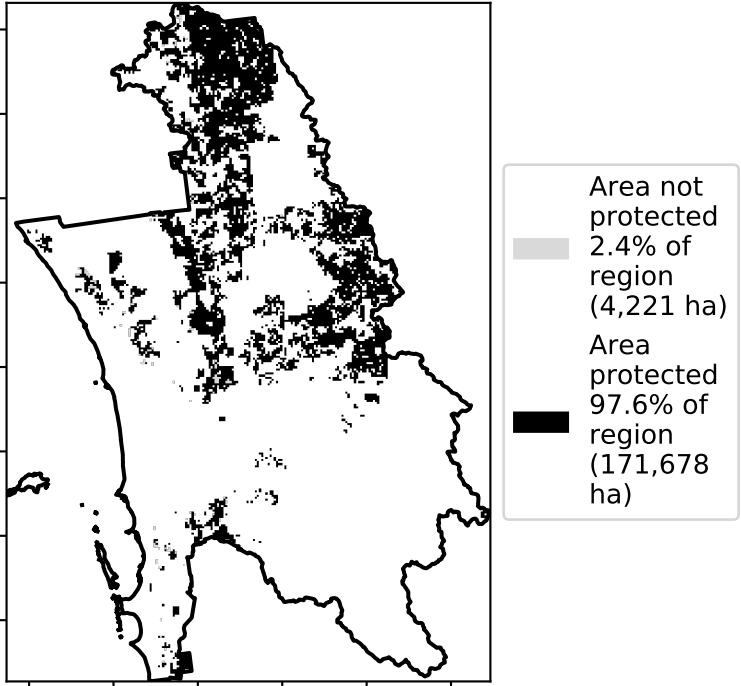 Area not
protected
2.4% of
region
(4,221 ha)
Area
protected
97.6% of
region
(171,678
ha)